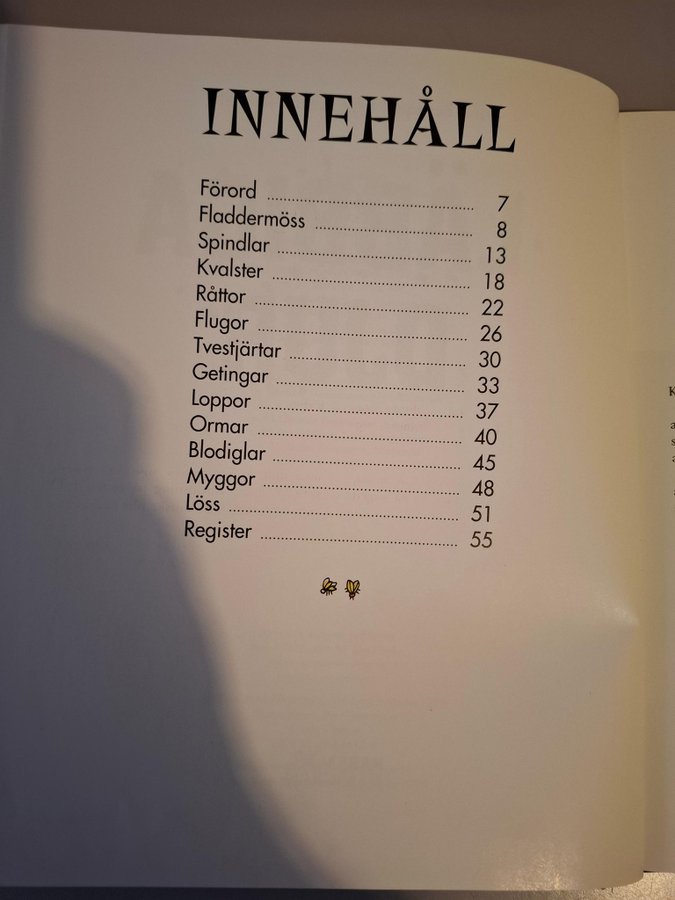 INNEHÅLL
Förord 7
Fladdermöss 8
Spindlar 13
Kvalster 18
Råttor 22
Flugor 26
Tvestjärtar 30
Getingar 33
Loppor 37
Ormar 40
Blodiglar 45
Myggor 48
Löss 51
Register 55